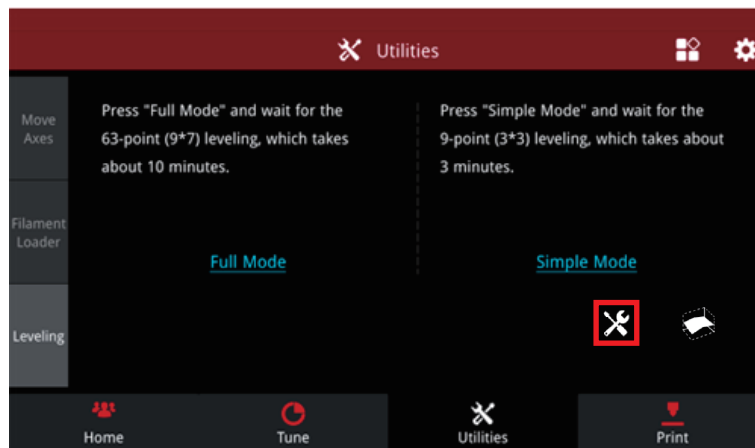 Utilities
Move
Axes
Press "Full Mode" and wait for the
63-point (9*7) leveling, which takes
about 10 minutes.
Press "Simple Mode" and wait for the
9-point (3*3) leveling, which takes about
3 minutes.
Filament
Loader
Full Mode
Simple Mode
Leveling
Home
Tune
Utilities
Print